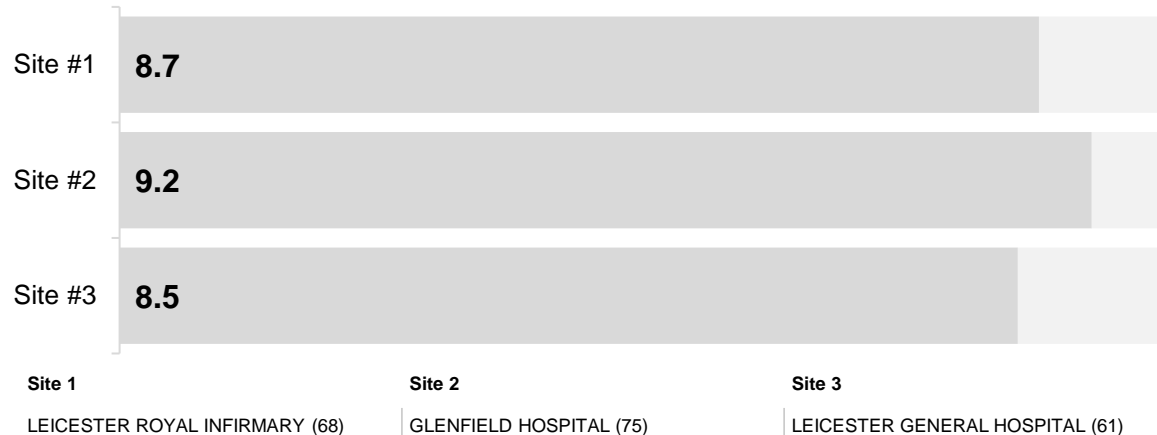 Site #1
8.7
Site #2
9.2
Site #3
8.5
Site 1
Site 2
Site 3
LEICESTER ROYAL INFIRMARY (68)
GLENFIELD HOSPITAL (75)
LEICESTER GENERAL HOSPITAL (61)